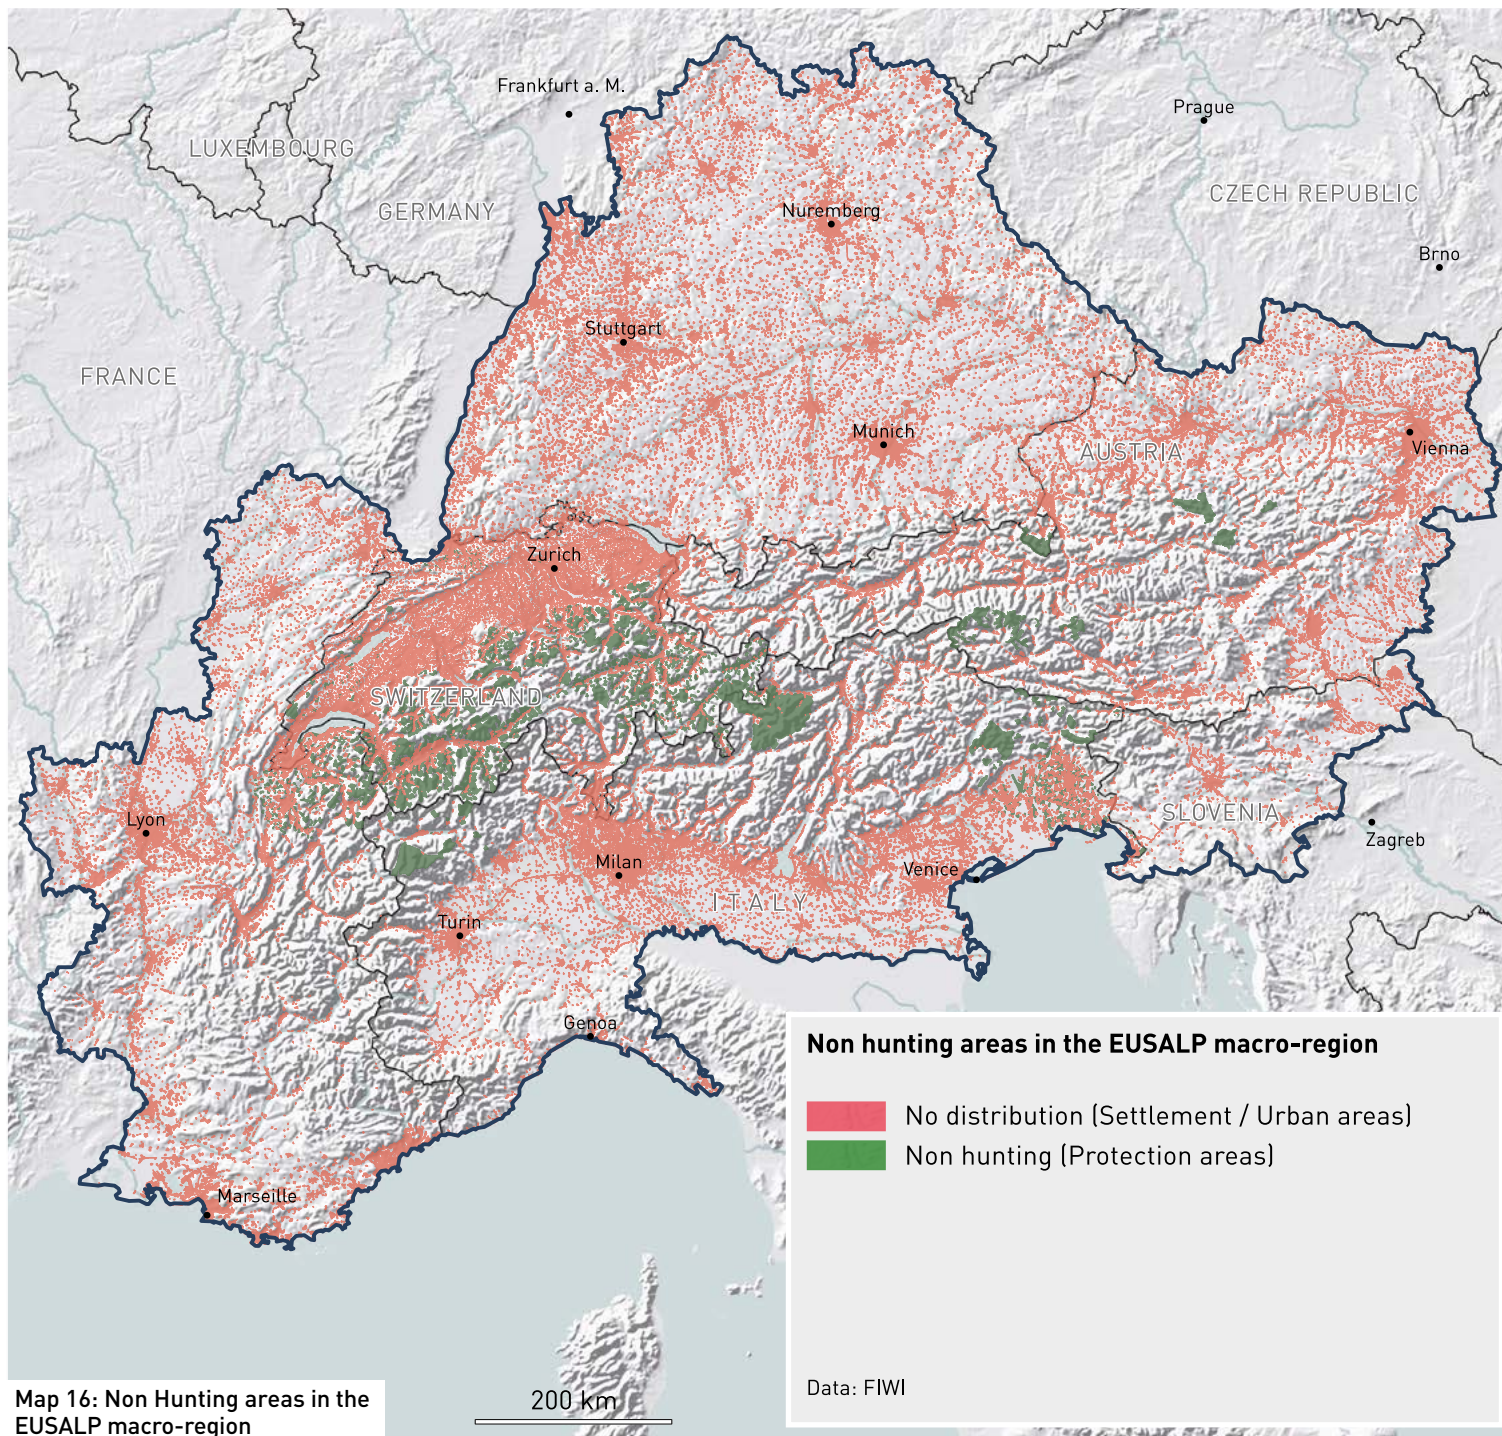 Frankfurt a. M.
Prague
LUXEMBOURG
CZECH REPUBLIC
GERMANY
Nuremberg
Brno
Stuttgart
FRANCE
Munich
AUSTRIA
Vienna
Zurich
SWITZERLAND
SLOVENIA
Lyon
Zagreb
Milan
Venice
ITALY
Turin
Genoa
Marseille
Non hunting areas in the EUSALP macro-region
No distribution (Settlement / Urban areas)
Non hunting (Protection areas)
Data: FIWI
200 km
Map 16: Non Hunting areas in the
EUSALP macro-region